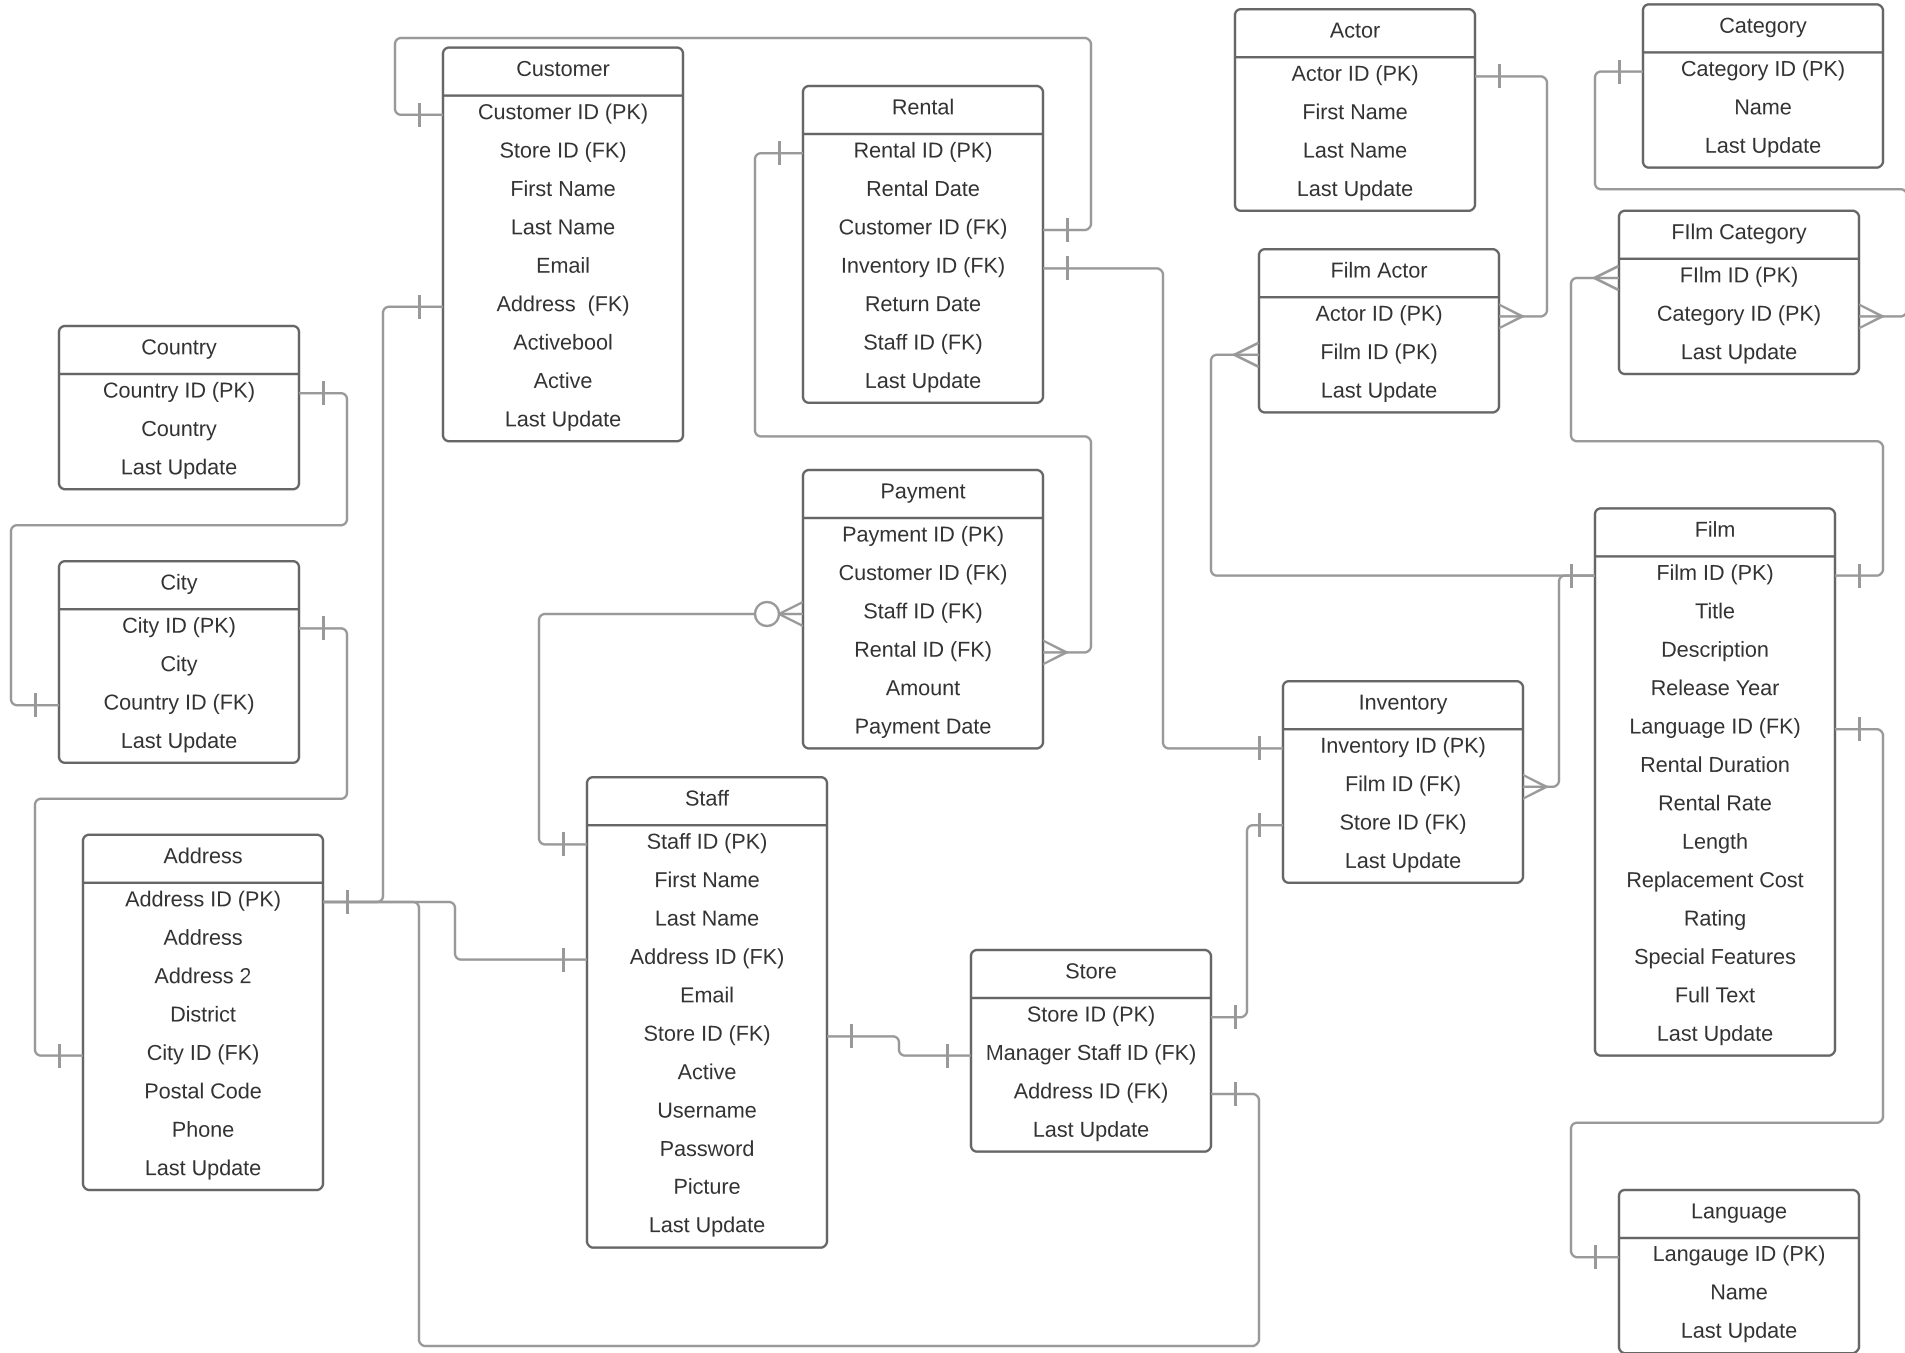 Customer
Customer ID (PK)
Store ID (FK)
First Name
Last Name
Email
Address  (FK)
Activebool
Active
Last Update
Rental
Rental ID (PK)
Rental Date
Customer ID (FK)
Inventory ID (FK)
Return Date
Staff ID (FK)
Last Update
Actor
Actor ID (PK)
First Name
Last Name
Last Update
Category
Category ID (PK)
Name
Last Update
Film Actor
Actor ID (PK)
Film ID (PK)
Last Update
FIlm Category
FIlm ID (PK)
Category ID (PK)
Last Update
Country
Country ID (PK)
Country
Last Update
City
City ID (PK)
City
Country ID (FK)
Last Update
Payment
Payment ID (PK)
Customer ID (FK)
Staff ID (FK)
Rental ID (FK)
Amount
Payment Date
Film
Film ID (PK)
Title
Description
Release Year
Language ID (FK)
Rental Duration
Rental Rate
Length
Replacement Cost
Rating
Special Features
Full Text
Last Update
Inventory
Inventory ID (PK)
Film ID (FK)
Store ID (FK)
Last Update
Address
Address ID (PK)
Address
Address 2
District
City ID (FK)
Postal Code
Phone
Last Update
Staff
Staff ID (PK)
First Name
Last Name
Address ID (FK)
Email
Store ID (FK)
Active
Username
Password
Picture
Last Update
Store
Store ID (PK)
Manager Staff ID (FK)
Address ID (FK)
Last Update
Language
Langauge ID (PK)
Name
Last Update